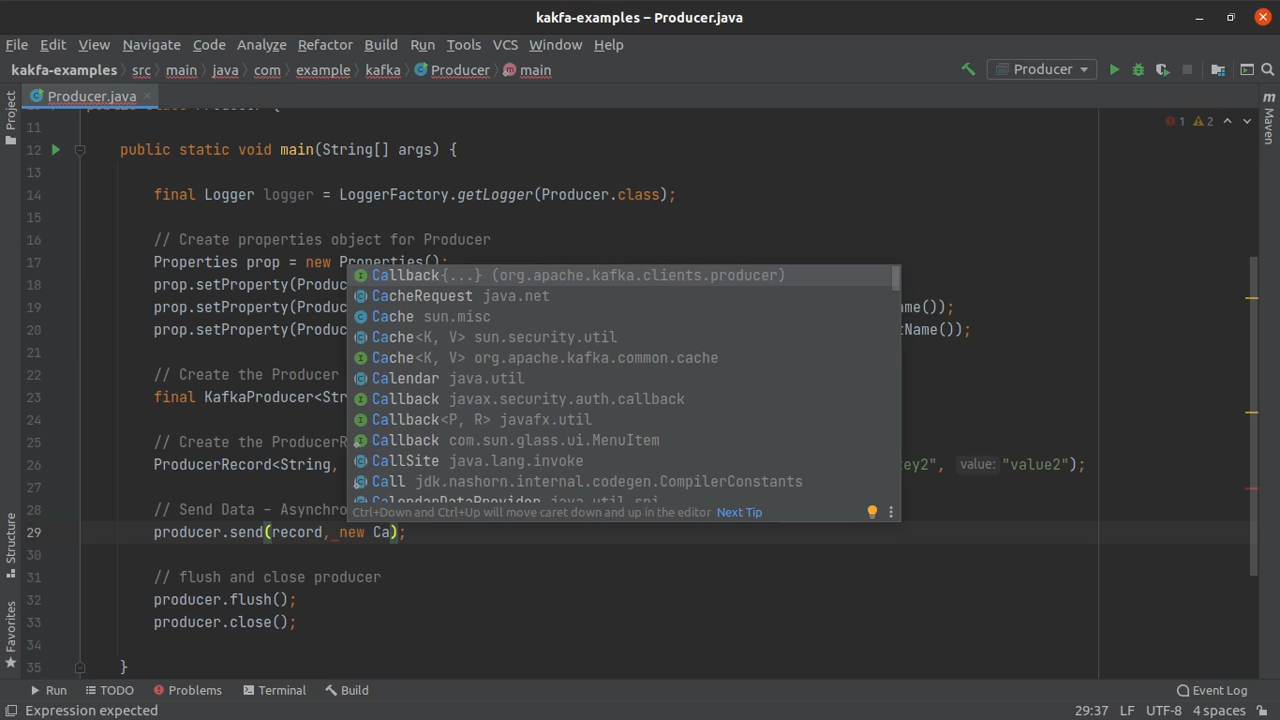 kakfa-examples – Producer.java
File Edit View Navigate Code Analyze Refactor Build Run Tools VCS Window Help
kakfa-examples src main java com example kafka Producer main Producer
Producer.java
Project
Maven
Structure
Favorites
1 2
11
12 public static void main(String[] args) {
13
14 final Logger logger = LoggerFactory.getLogger(Producer.class);
15
16 // Create properties object for Producer
17 Properties prop = new Properties();
18 prop.setProperty(Produc
19 prop.setProperty(Produc ame());
20 prop.setProperty(Produc tName());
21
22 // Create the Producer
23 final KafkaProducer<Str
24
25 // Create the ProducerR
26 ProducerRecord<String, ey2", value: "value2");
27
28 // Send Data – Asynchro
29 producer.send(record, new Ca);
30
31 // flush and close producer
32 producer.flush();
33 producer.close();
34
35 }
Callback{...} (org.apache.kafka.clients.producer)
CacheRequest java.net
Cache sun.misc
Cache<K, V> sun.security.util
Cache<K, V> org.apache.kafka.common.cache
Calendar java.util
Callback javax.security.auth.callback
Callback<P, R> javafx.util
Callback com.sun.glass.ui.MenuItem
CallSite java.lang.invoke
Call jdk.nashorn.internal.codegen.CompilerConstants
CalendarDataProvider java.util.spi
Ctrl+Down and Ctrl+Up will move caret down and up in the editor Next Tip
Run TODO Problems Terminal Build Event Log
Expression expected 29:37 LF UTF-8 4 spaces